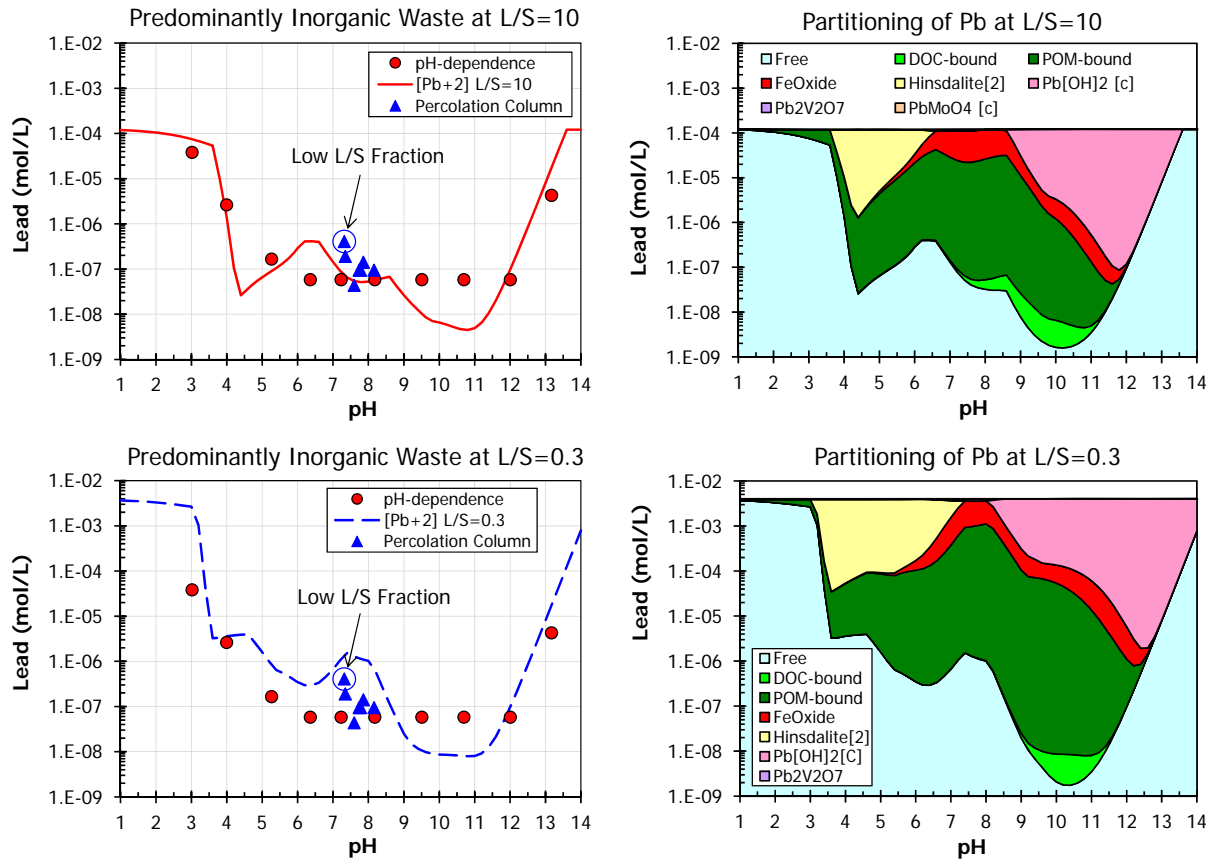 Predominantly Inorganic Waste at L/S=10
1.E-02
1.E-03
1.E-04
1.E-05
1.E-06
1.E-07
1.E-08
1.E-09
Lead (mol/L)
pH-dependence
[Pb+2] L/S=10
Percolation Column
Low L/S Fraction
1 2 3 4 5 6 7 8 9 10 11 12 13 14
pH
Partitioning of Pb at L/S=10
1.E-02
1.E-03
1.E-04
1.E-05
1.E-06
1.E-07
1.E-08
1.E-09
Lead (mol/L)
Free DOC-bound POM-bound
FeOxide Hinsdalite[2] Pb[OH]2 [c]
Pb2V2O7 PbMoO4 [c]
1 2 3 4 5 6 7 8 9 10 11 12 13 14
pH
Predominantly Inorganic Waste at L/S=0.3
1.E-02
1.E-03
1.E-04
1.E-05
1.E-06
1.E-07
1.E-08
1.E-09
Lead (mol/L)
pH-dependence
[Pb+2] L/S=0.3
Percolation Column
Low L/S Fraction
1 2 3 4 5 6 7 8 9 10 11 12 13 14
pH
Partitioning of Pb at L/S=0.3
1.E-02
1.E-03
1.E-04
1.E-05
1.E-06
1.E-07
1.E-08
1.E-09
Lead (mol/L)
Free
DOC-bound
POM-bound
FeOxide
Hinsdalite[2]
Pb[OH]2[C]
Pb2V2O7
1 2 3 4 5 6 7 8 9 10 11 12 13 14
pH